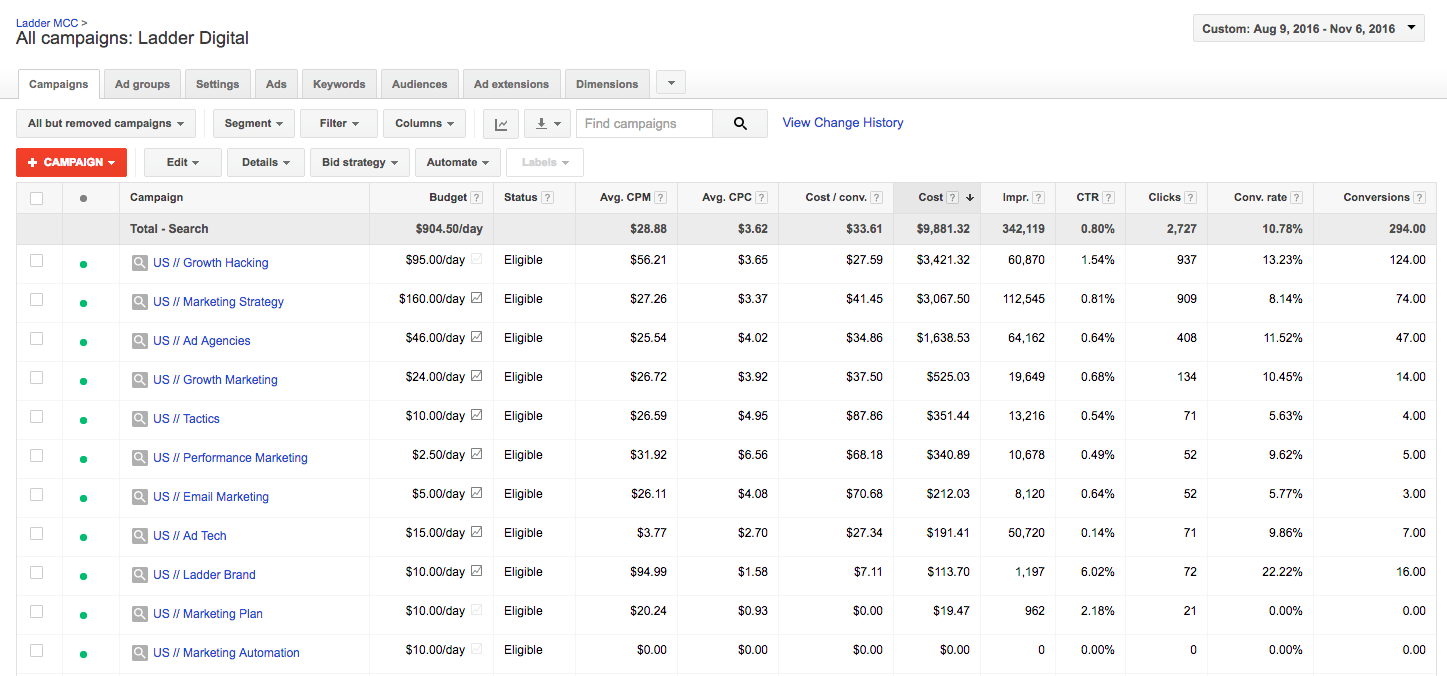 Ladder MCC >
All campaigns: Ladder Digital
Custom: Aug 9, 2016 - Nov 6, 2016
Campaigns Ad groups Settings Ads Keywords Audiences Ad extensions Dimensions
All but removed campaigns Segment Filter Columns Find campaigns View Change History
+ CAMPAIGN Edit Details Bid strategy Automate Labels
Campaign Budget ? Status ? Avg. CPM ? Avg. CPC ? Cost / conv. ? Cost ? Impr. ? CTR ? Clicks ? Conv. rate ? Conversions ?
Total - Search $904.50/day $28.88 $3.62 $33.61 $9,881.32 342,119 0.80% 2,727 10.78% 294.00
US // Growth Hacking $95.00/day Eligible $56.21 $3.65 $27.59 $3,421.32 60,870 1.54% 937 13.23% 124.00
US // Marketing Strategy $160.00/day Eligible $27.26 $3.37 $41.45 $3,067.50 112,545 0.81% 909 8.14% 74.00
US // Ad Agencies $46.00/day Eligible $25.54 $4.02 $34.86 $1,638.53 64,162 0.64% 408 11.52% 47.00
US // Growth Marketing $24.00/day Eligible $26.72 $3.92 $37.50 $525.03 19,649 0.68% 134 10.45% 14.00
US // Tactics $10.00/day Eligible $26.59 $4.95 $87.86 $351.44 13,216 0.54% 71 5.63% 4.00
US // Performance Marketing $2.50/day Eligible $31.92 $6.56 $68.18 $340.89 10,678 0.49% 52 9.62% 5.00
US // Email Marketing $5.00/day Eligible $26.11 $4.08 $70.68 $212.03 8,120 0.64% 52 5.77% 3.00
US // Ad Tech $15.00/day Eligible $3.77 $2.70 $27.34 $191.41 50,720 0.14% 71 9.86% 7.00
US // Ladder Brand $10.00/day Eligible $94.99 $1.58 $7.11 $113.70 1,197 6.02% 72 22.22% 16.00
US // Marketing Plan $10.00/day Eligible $20.24 $0.93 $0.00 $19.47 962 2.18% 21 0.00% 0.00
US // Marketing Automation $10.00/day Eligible $0.00 $0.00 $0.00 $0.00 0 0.00% 0 0.00% 0.00